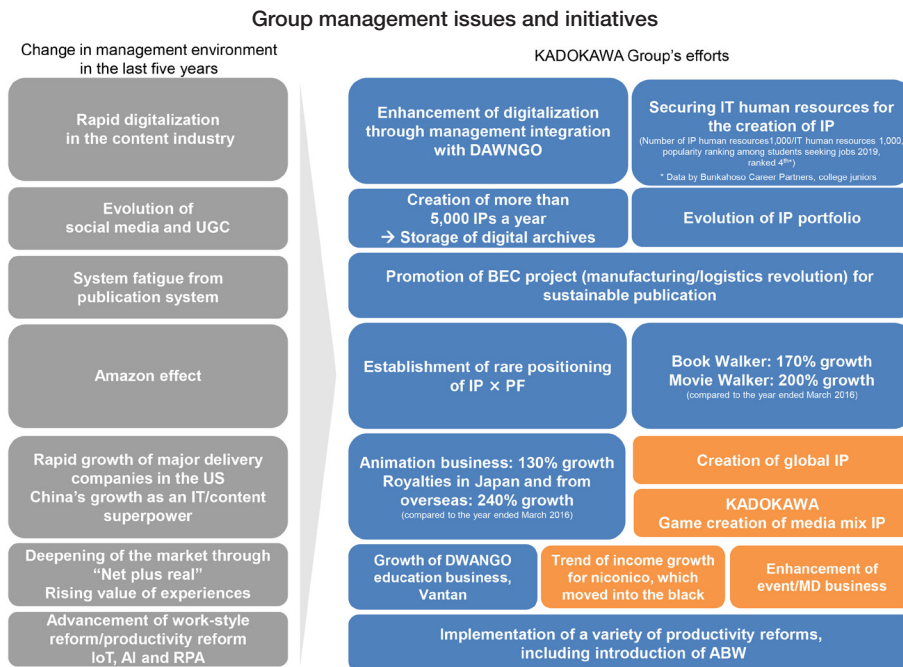 Group management issues and initiatives
Change in management environment
in the last five years
KADOKAWA Group's efforts
Rapid digitalization
in the content industry
Enhancement of digitalization
through management integration
with DAWNGO
Securing IT human resources for
the creation of IP
(Number of IP human resources1,000/IT human resources 1,000,
popularity ranking among students seeking jobs 2019,
ranked 4th*)
* Data by Bunkahoso Career Partners, college juniors
Evolution of
social media and UGC
Creation of more than
5,000 IPs a year
→ Storage of digital archives
Evolution of IP portfolio
System fatigue from
publication system
Promotion of BEC project (manufacturing/logistics revolution) for
sustainable publication
Amazon effect
Establishment of rare positioning
of IP × PF
Book Walker: 170% growth
Movie Walker: 200% growth
(compared to the year ended March 2016)
Rapid growth of major delivery
companies in the US
China's growth as an IT/content
superpower
Animation business: 130% growth
Royalties in Japan and from
overseas: 240% growth
(compared to the year ended March 2016)
Creation of global IP
KADOKAWA
Game creation of media mix IP
Deepening of the market through
"Net plus real"
Rising value of experiences
Growth of DWANGO
education business,
Vantan
Trend of income growth
for niconico, which
moved into the black
Enhancement of
event/MD business
Advancement of work-style
reform/productivity reform
IoT, AI and RPA
Implementation of a variety of productivity reforms,
including introduction of ABW